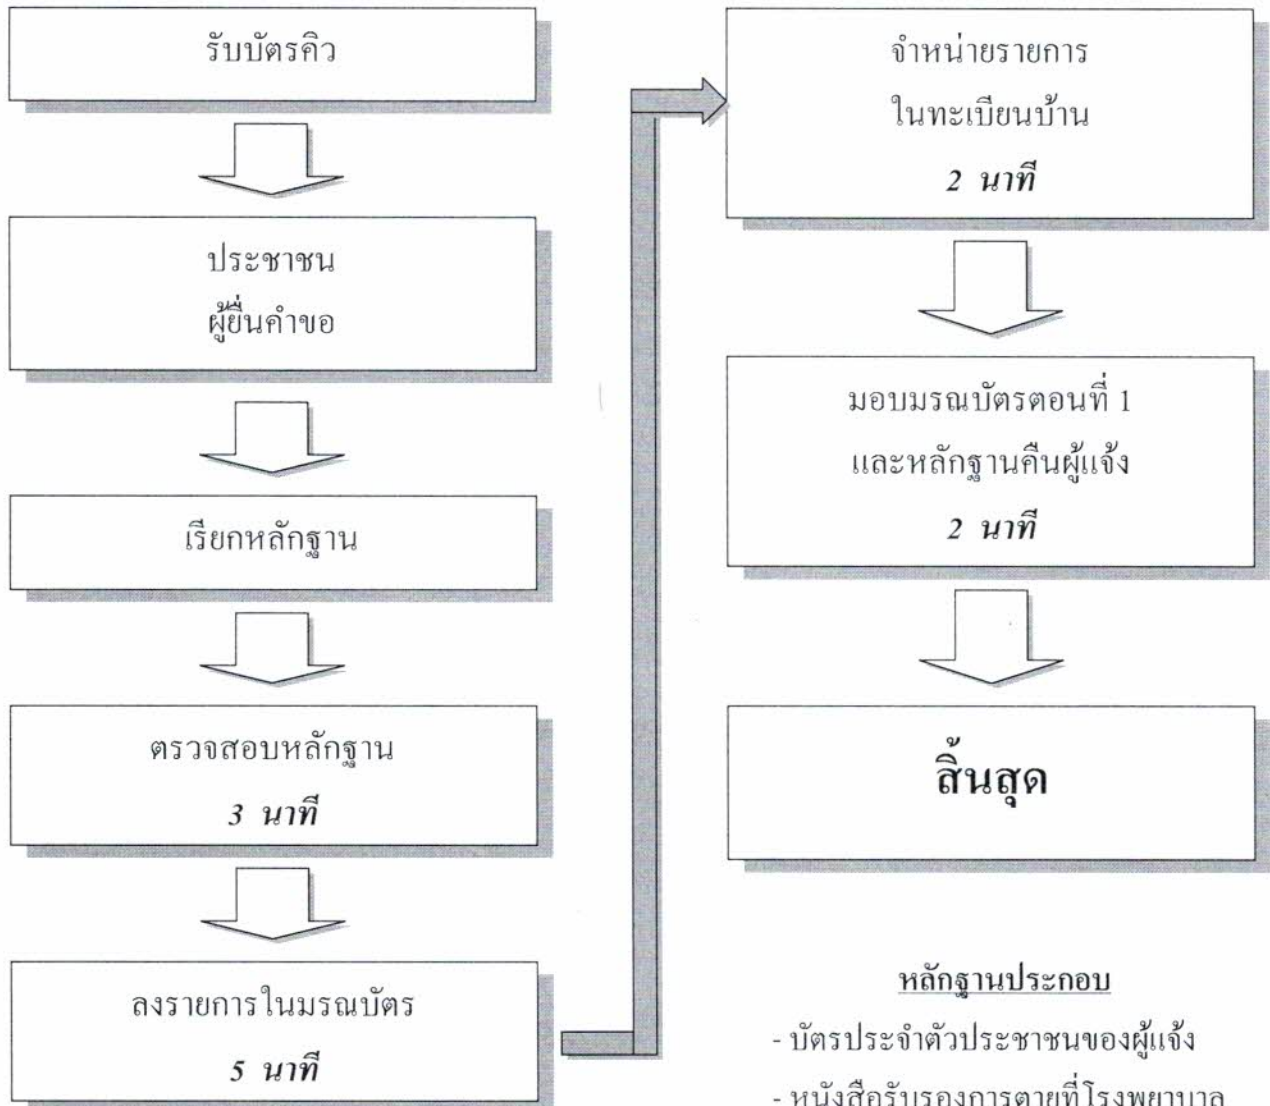 รับบัตรคิว
ประชาชน
ผู้ยื่นคำขอ
เรียกหลักฐาน
ตรวจสอบหลักฐาน
3 นาที
ลงรายการในมรณบัตร
5 นาที
จำหน่ายรายการ
ในทะเบียนบ้าน
2 นาที
มอบมรณบัตรตอนที่ 1
และหลักฐานคืนผู้แจ้ง
2 นาที
สิ้นสุด
หลักฐานประกอบ
- บัตรประจำตัวประชาชนของผู้แจ้ง
- หนังสือรับรองการตายที่โรงพยาบาล